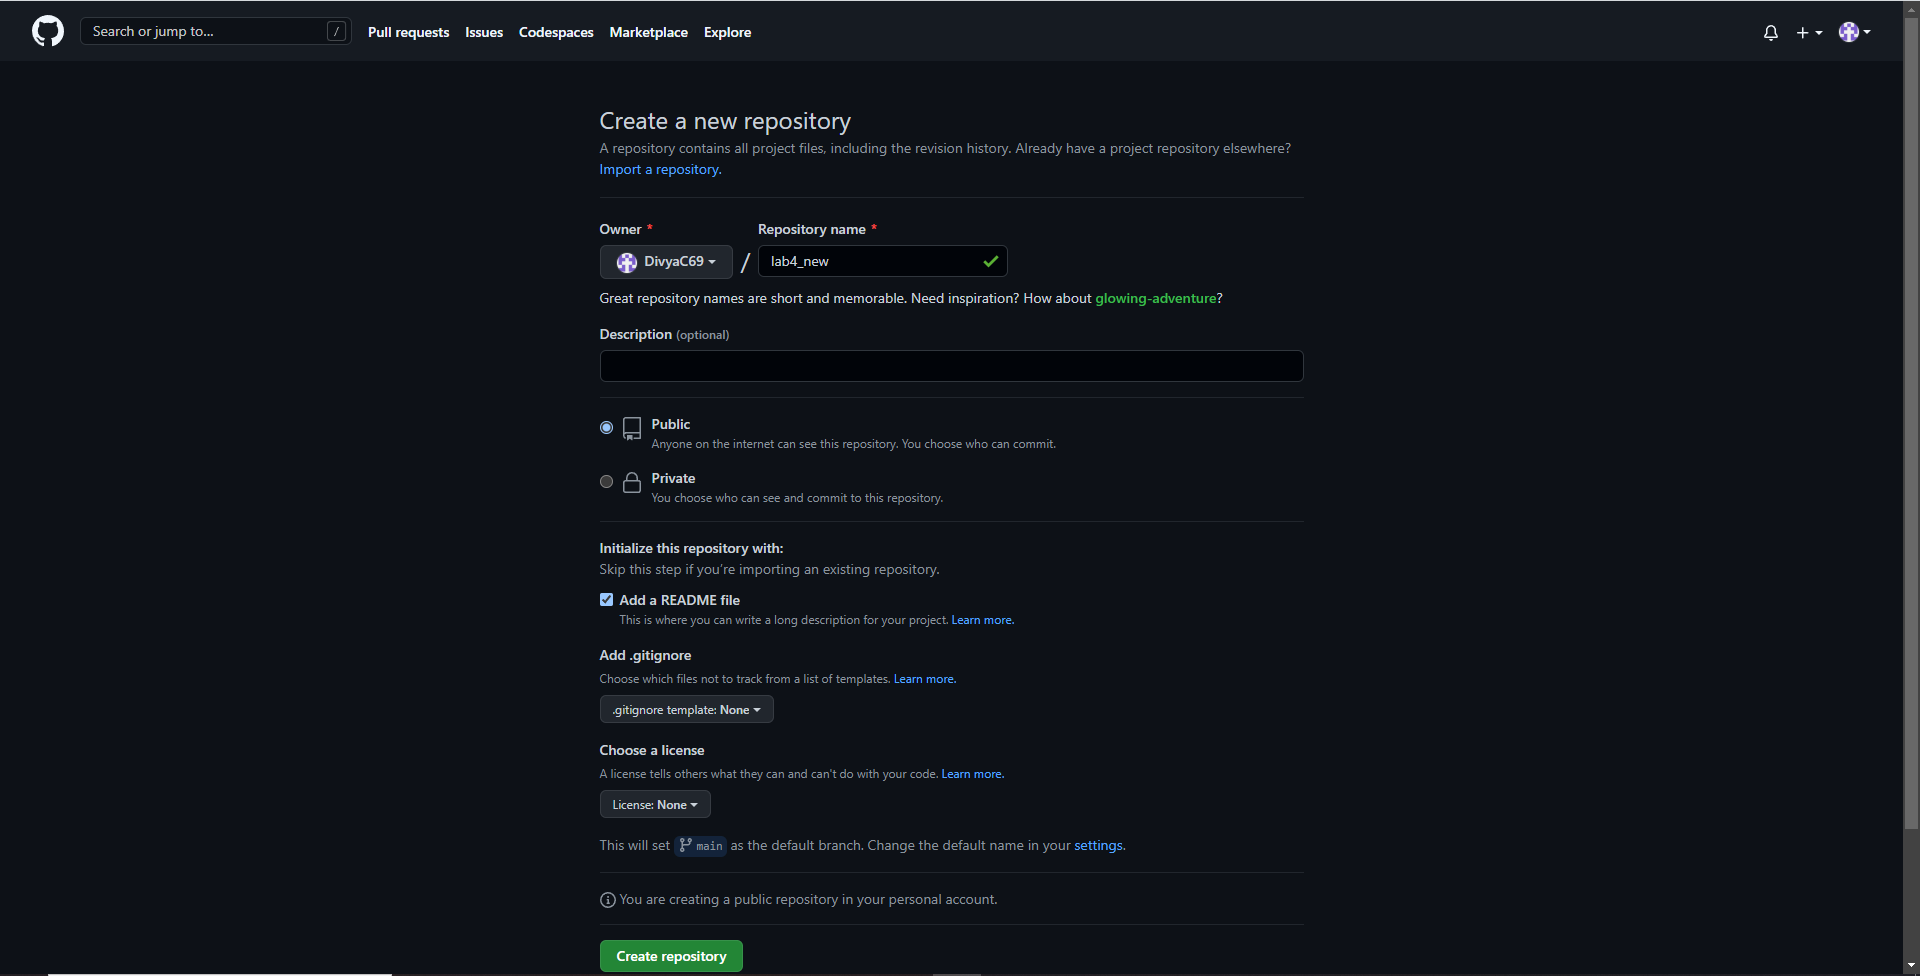 Search or jump to... / Pull requests Issues Codespaces Marketplace Explore
Create a new repository
A repository contains all project files, including the revision history. Already have a project repository elsewhere?
Import a repository.
Owner * Repository name *
DivyaC69 / lab4_new
Great repository names are short and memorable. Need inspiration? How about glowing-adventure?
Description (optional)
Public
Anyone on the internet can see this repository. You choose who can commit.
Private
You choose who can see and commit to this repository.
Initialize this repository with:
Skip this step if you're importing an existing repository.
Add a README file
This is where you can write a long description for your project. Learn more.
Add .gitignore
Choose which files not to track from a list of templates. Learn more.
.gitignore template: None
Choose a license
A license tells others what they can and can't do with your code. Learn more.
License: None
This will set main as the default branch. Change the default name in your settings.
You are creating a public repository in your personal account.
Create repository